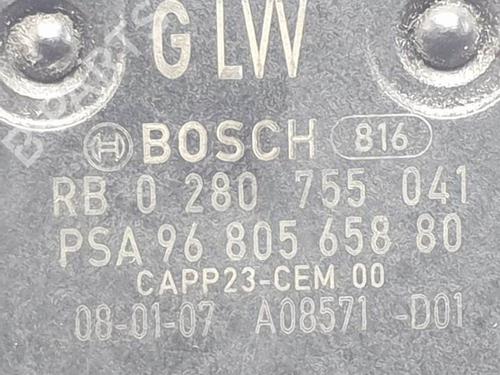 G LW
BOSCH 816
RB 0 280 755 041
PSA 96 805 658 80
CAPP23-CEM 00
08-01-07 A08571 -D01